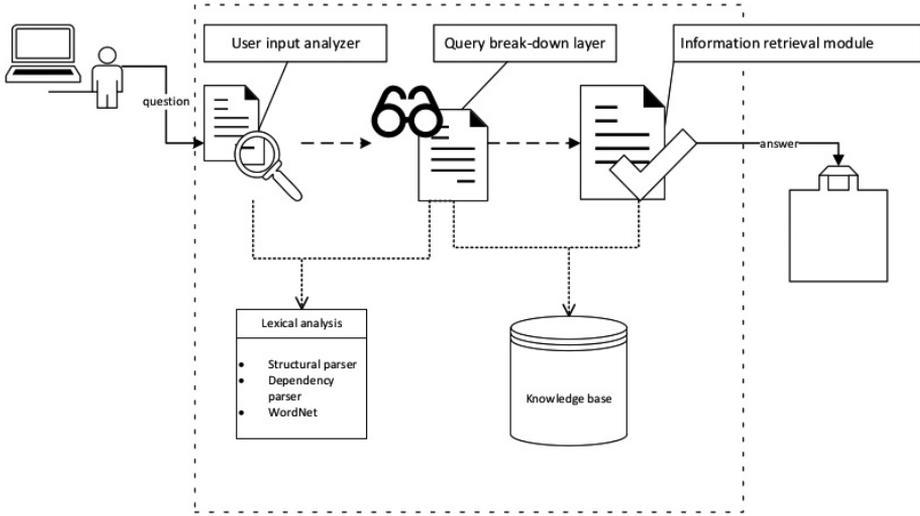 User input analyzer
Query break-down layer
Information retrieval module
question
answer
Lexical analysis
• Structural parser
• Dependency
parser
• WordNet
Knowledge base